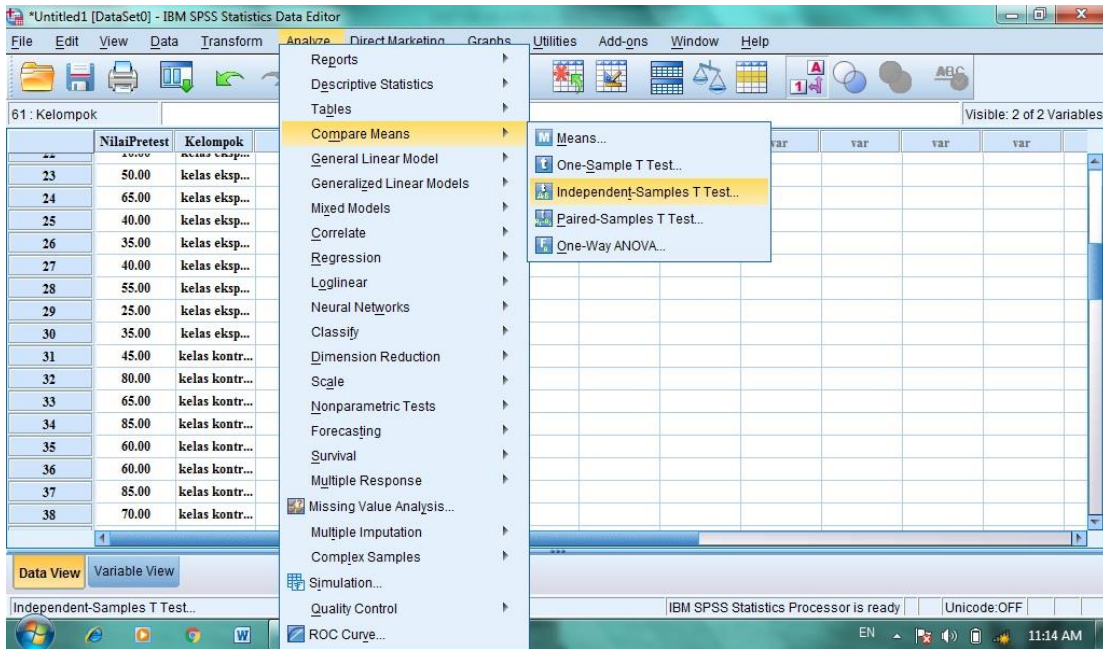 *Untitled1 [DataSet0] - IBM SPSS Statistics Data Editor
File Edit View Data Transform Analyze Direct Marketing Graphs Utilities Add-ons Window Help
61 : Kelompok
Visible: 2 of 2 Variables
NilaiPretest Kelompok var var var var
23 50.00 kelas eksp...
24 65.00 kelas eksp...
25 40.00 kelas eksp...
26 35.00 kelas eksp...
27 40.00 kelas eksp...
28 55.00 kelas eksp...
29 25.00 kelas eksp...
30 35.00 kelas eksp...
31 45.00 kelas kontr...
32 80.00 kelas kontr...
33 65.00 kelas kontr...
34 85.00 kelas kontr...
35 60.00 kelas kontr...
36 60.00 kelas kontr...
37 85.00 kelas kontr...
38 70.00 kelas kontr...
Reports
Descriptive Statistics
Tables
Compare Means
General Linear Model
Generalized Linear Models
Mixed Models
Correlate
Regression
Loglinear
Neural Networks
Classify
Dimension Reduction
Scale
Nonparametric Tests
Forecasting
Survival
Multiple Response
Missing Value Analysis...
Multiple Imputation
Complex Samples
Simulation...
Quality Control
ROC Curve...
Means...
One-Sample T Test...
Independent-Samples T Test...
Paired-Samples T Test...
One-Way ANOVA...
Data View Variable View
Independent-Samples T Test...
IBM SPSS Statistics Processor is ready
Unicode:OFF
EN
11:14 AM